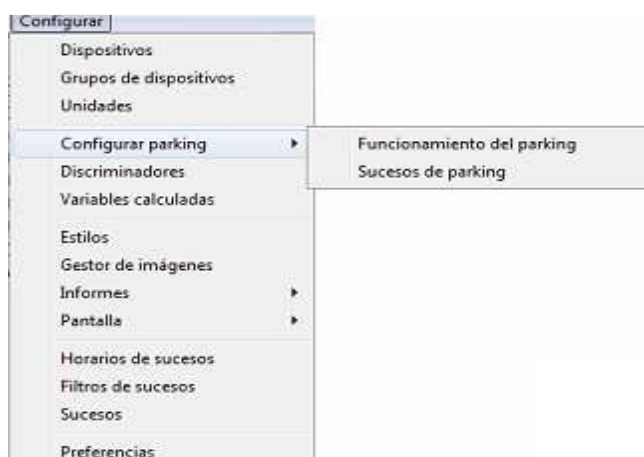 Configurar
Dispositivos
Grupos de dispositivos
Unidades
Configurar parking
Funcionamiento del parking
Sucesos de parking
Discriminadores
Variables calculadas
Estilos
Gestor de imágenes
Informes
Pantalla
Horarios de sucesos
Filtros de sucesos
Sucesos
Preferencias